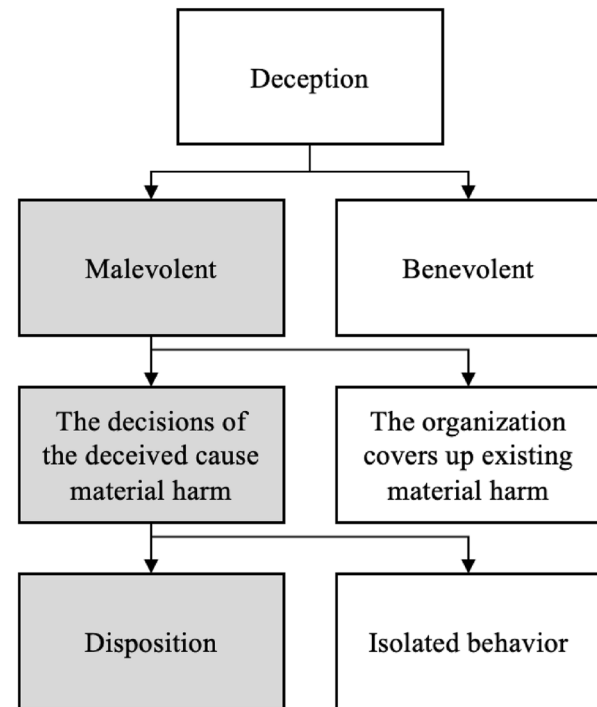 Deception
Malevolent
Benevolent
The decisions of
the deceived cause
material harm
The organization
covers up existing
material harm
Disposition
Isolated behavior